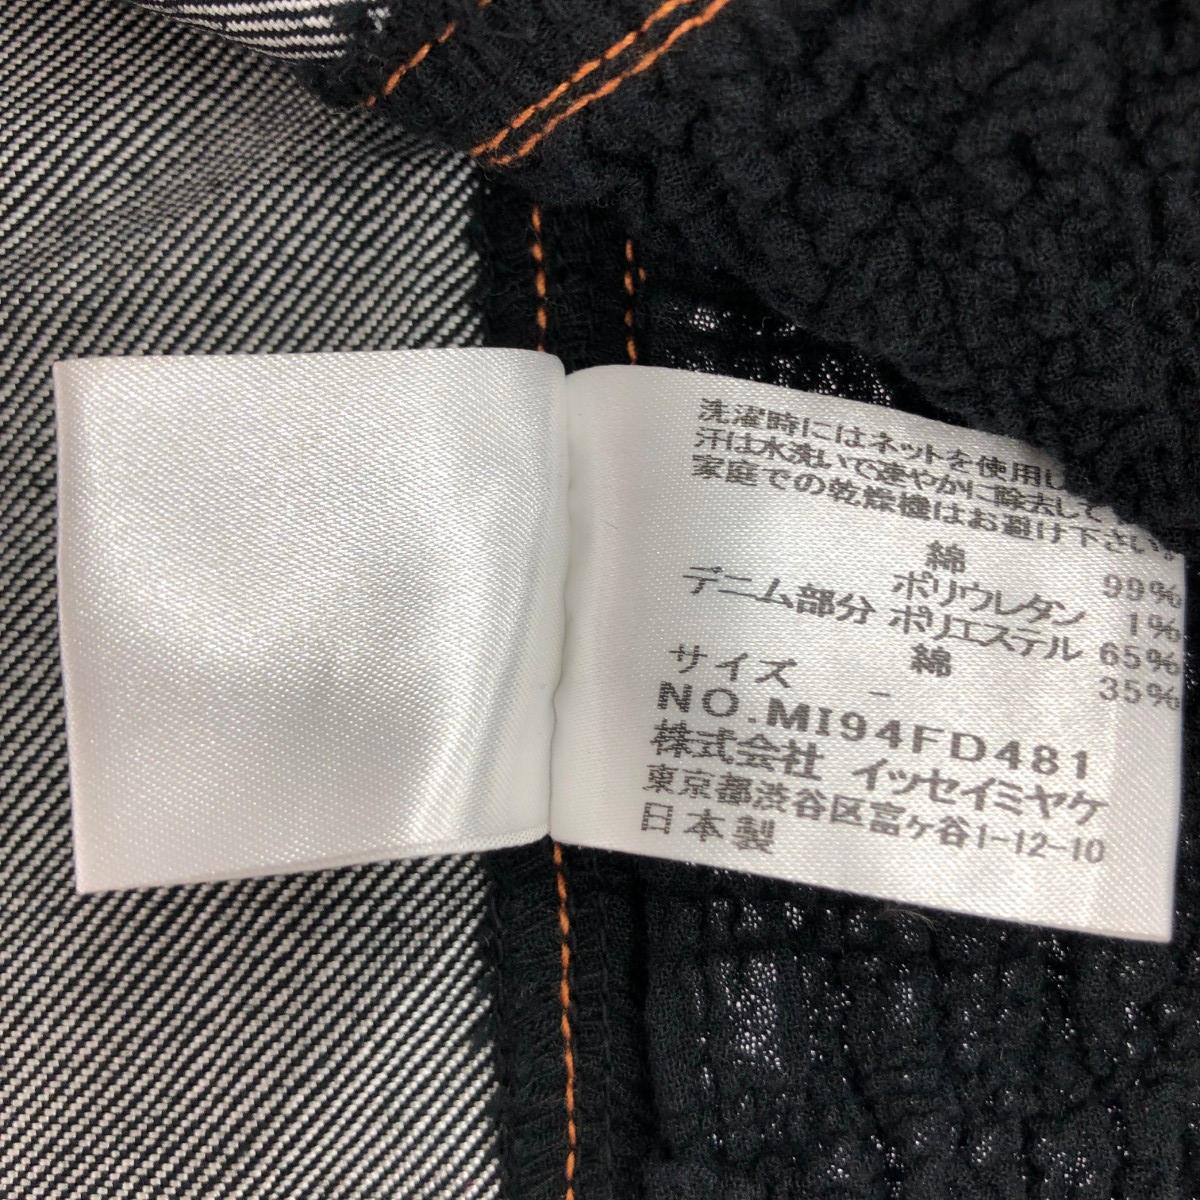 洗濯時にはネットを使用し
汗は水洗いで速やかに除去して
家庭での乾燥機はお避け下さい。
綿 99%
ポリウレタン 1%
デニム部分 ポリエステル 65%
綿 35%
サイズ -
NO.MI94FD481
株式会社 イッセイミヤケ
東京都渋谷区富ヶ谷1-12-10
日本製